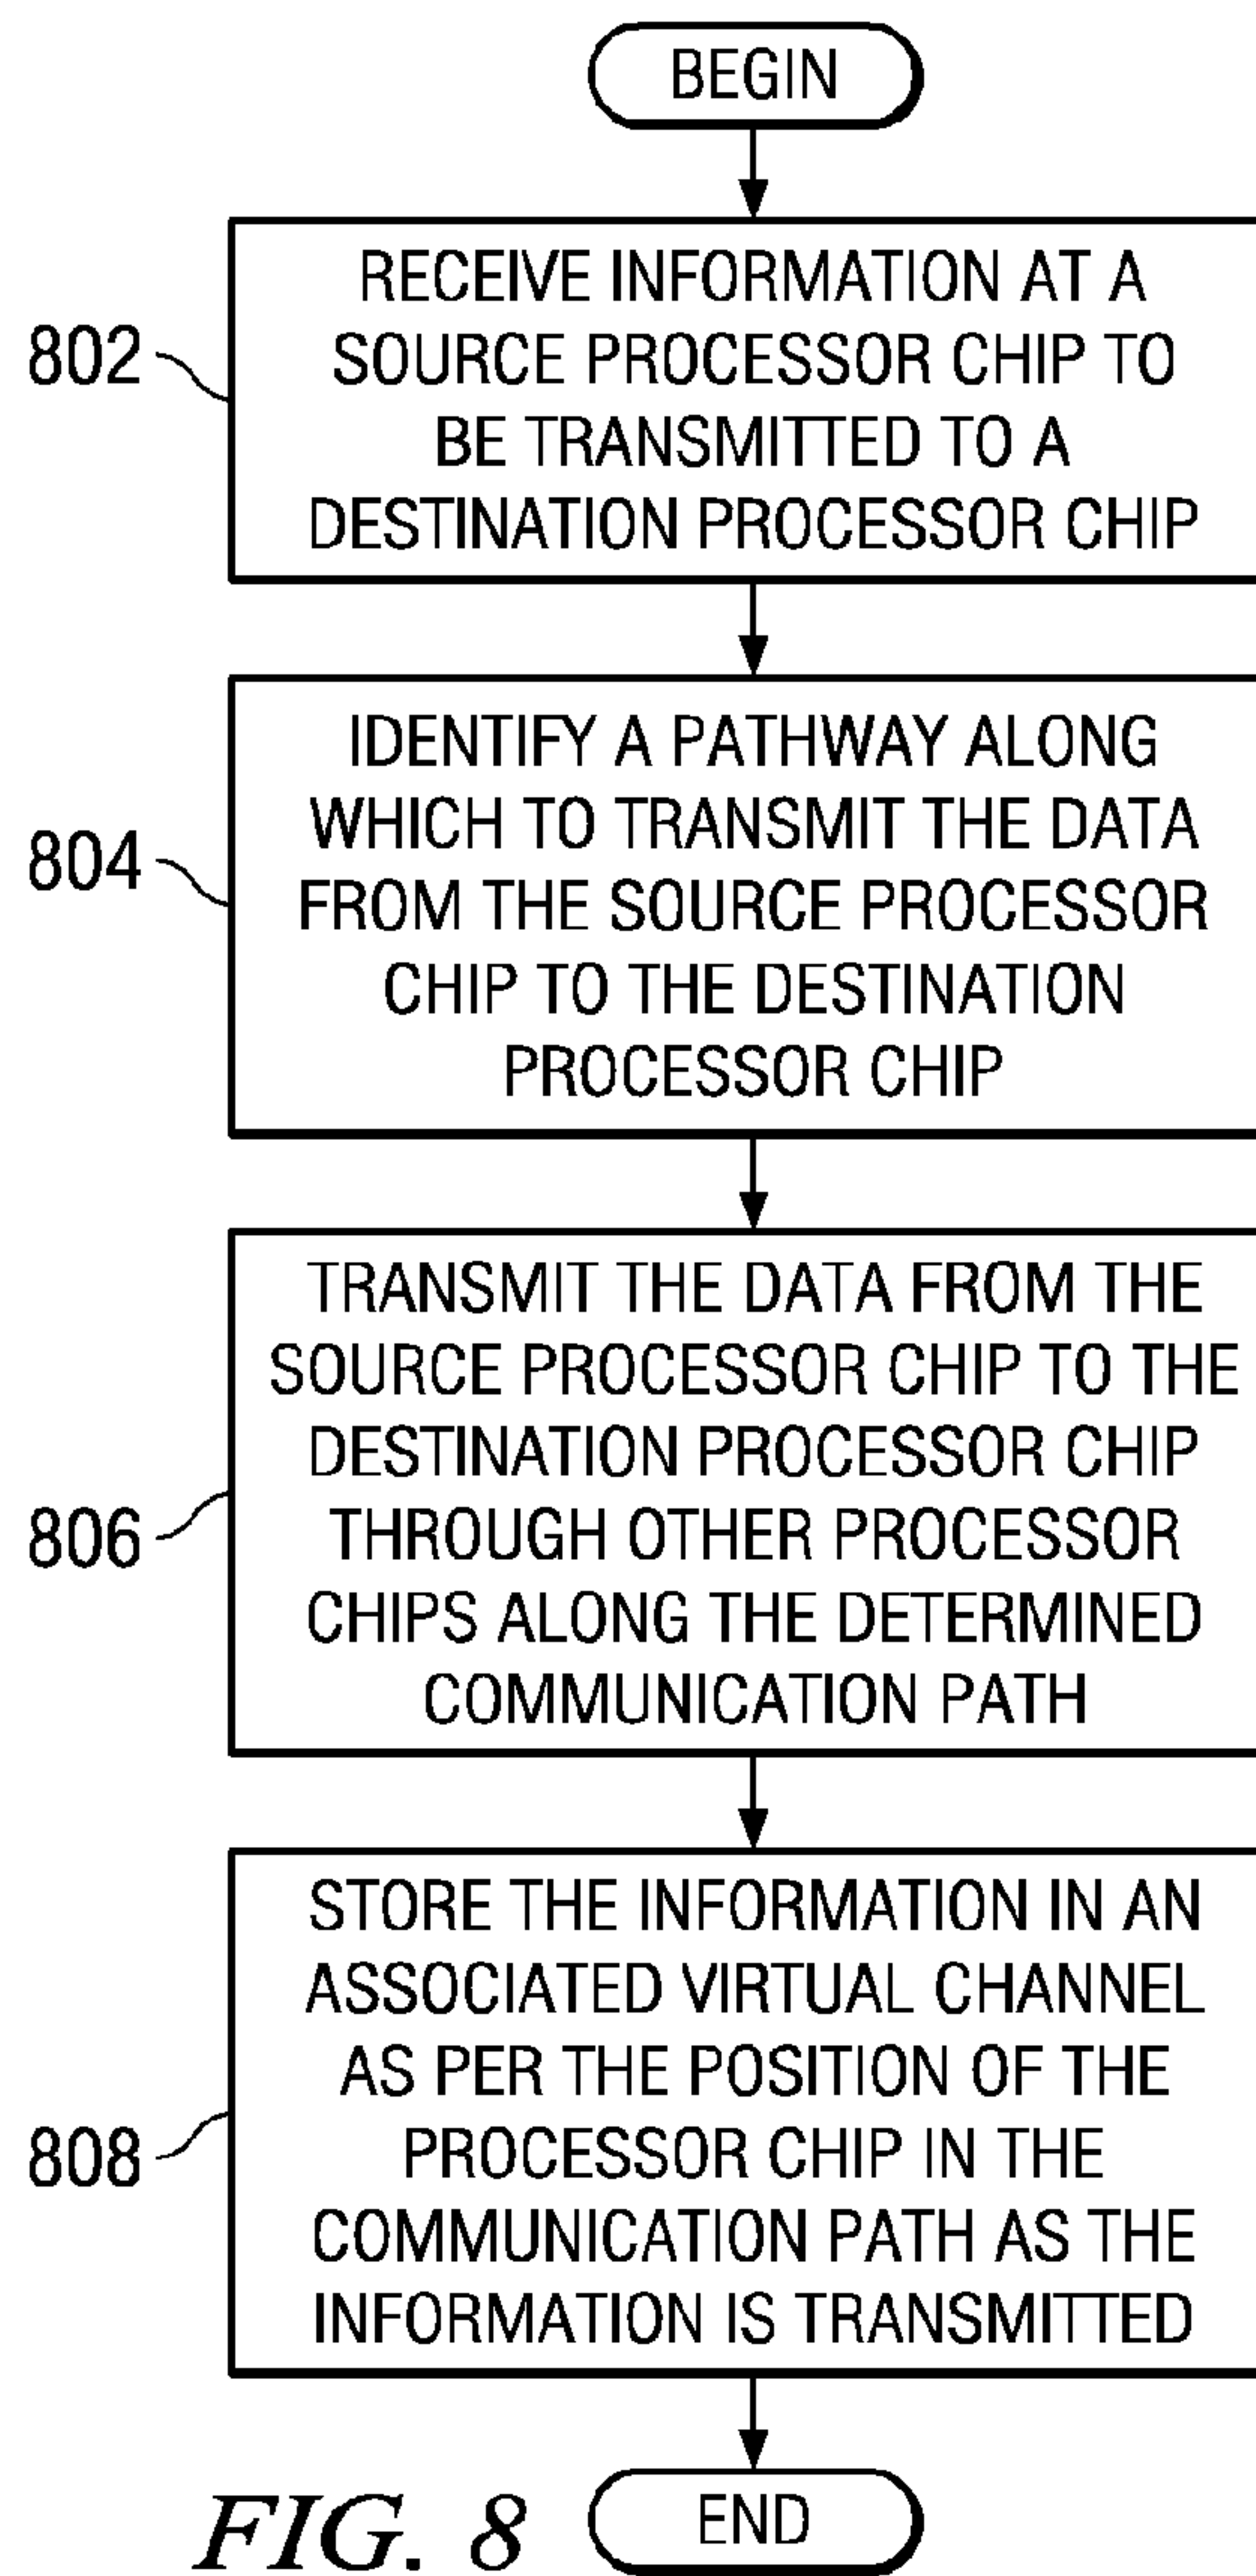 BEGIN
802
RECEIVE INFORMATION AT A
SOURCE PROCESSOR CHIP TO
BE TRANSMITTED TO A
DESTINATION PROCESSOR CHIP
804
IDENTIFY A PATHWAY ALONG
WHICH TO TRANSMIT THE DATA
FROM THE SOURCE PROCESSOR
CHIP TO THE DESTINATION
PROCESSOR CHIP
806
TRANSMIT THE DATA FROM THE
SOURCE PROCESSOR CHIP TO THE
DESTINATION PROCESSOR CHIP
THROUGH OTHER PROCESSOR
CHIPS ALONG THE DETERMINED
COMMUNICATION PATH
808
STORE THE INFORMATION IN AN
ASSOCIATED VIRTUAL CHANNEL
AS PER THE POSITION OF THE
PROCESSOR CHIP IN THE
COMMUNICATION PATH AS THE
INFORMATION IS TRANSMITTED
END
FIG. 8